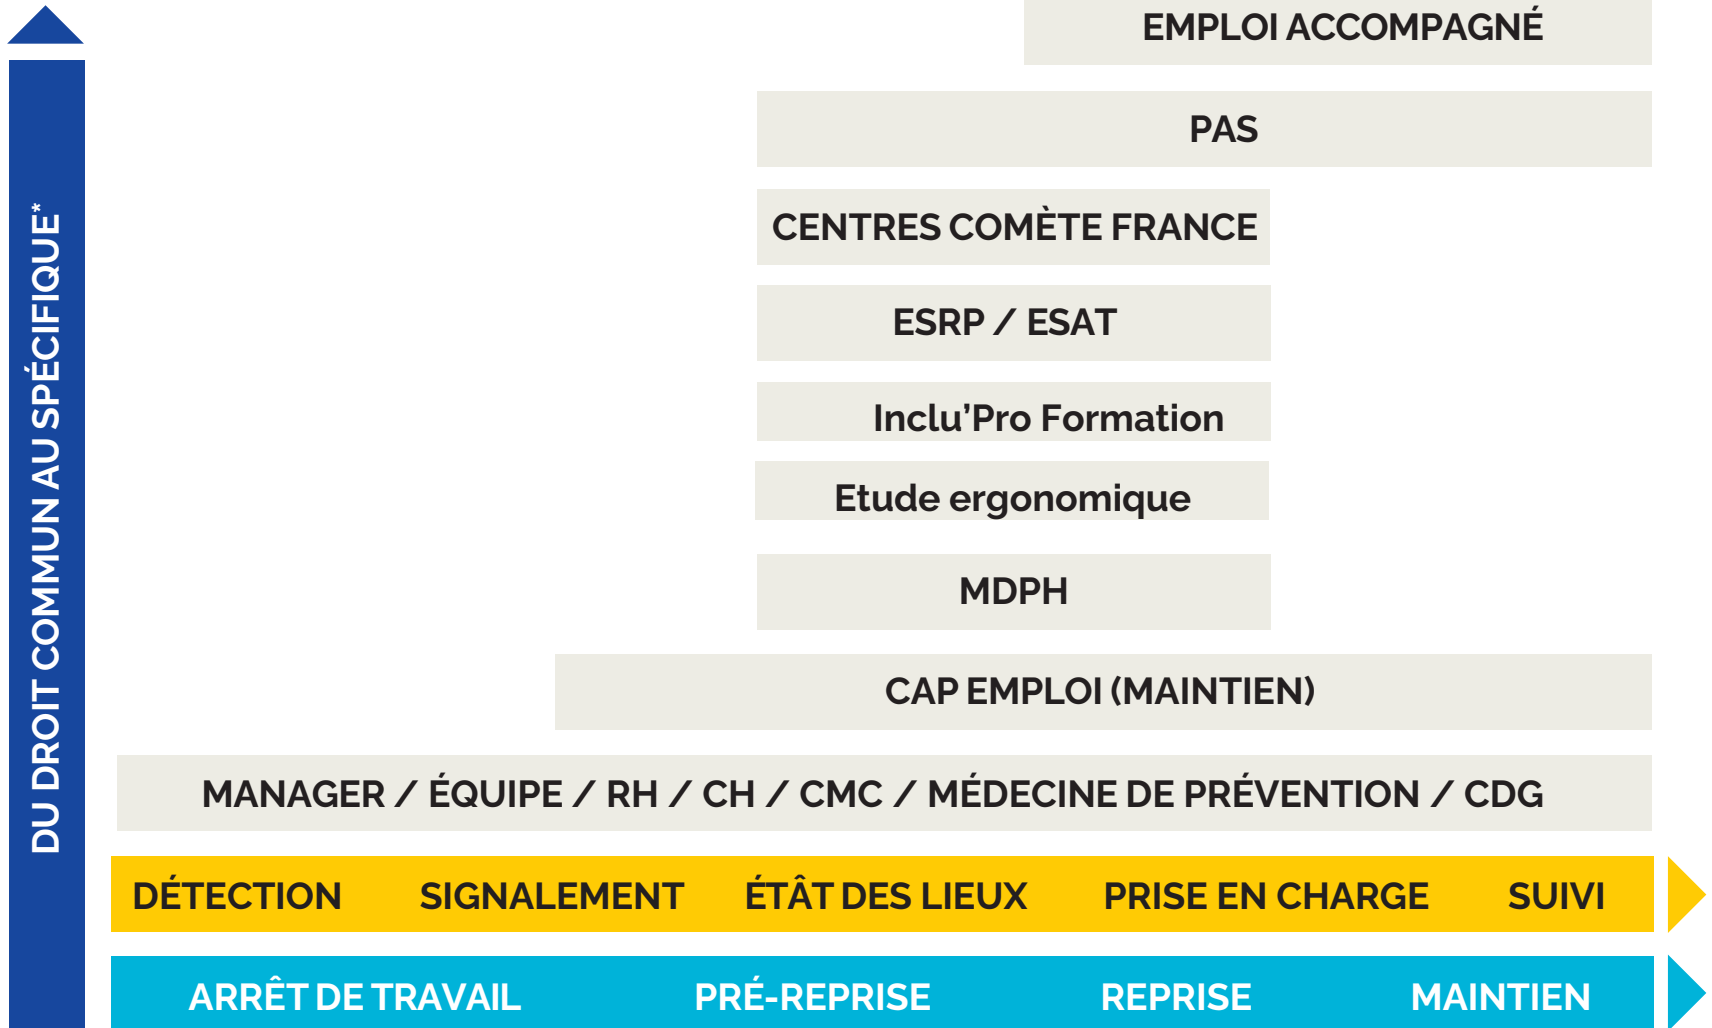 EMPLOI ACCOMPAGNÉ
PAS
CENTRES COMÈTE FRANCE
ESRP / ESAT
Inclu’Pro Formation
Etude ergonomique
MDPH
CAP EMPLOI (MAINTIEN)
MANAGER / ÉQUIPE / RH / CH / CMC / MÉDECINE DE PRÉVENTION / CDG
DÉTECTION SIGNALEMENT ÉTÂT DES LIEUX PRISE EN CHARGE SUIVI
ARRÊT DE TRAVAIL PRÉ-REPRISE REPRISE MAINTIEN
DU DROIT COMMUN AU SPÉCIFIQUE*